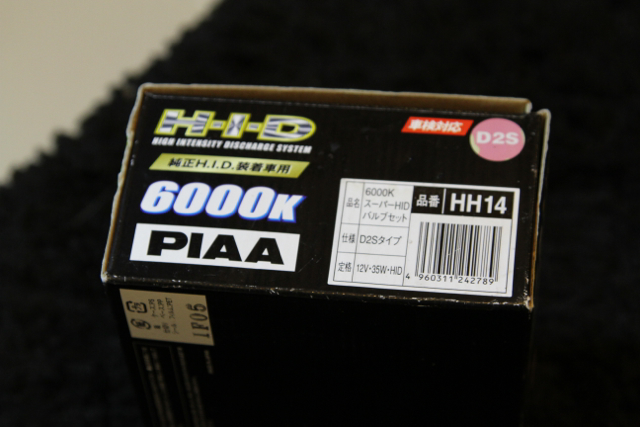 H-I-D
HIGH INTENSITY DISCHARGE SYSTEM
純正H.I.D.装着車用
6000K
PIAA
車検対応
D2S
品名
6000K
スーパーHID
バルブセット
品番
HH14
仕様
D2Sタイプ
定格
12V・35W・HID
4 960311 242789
1F05